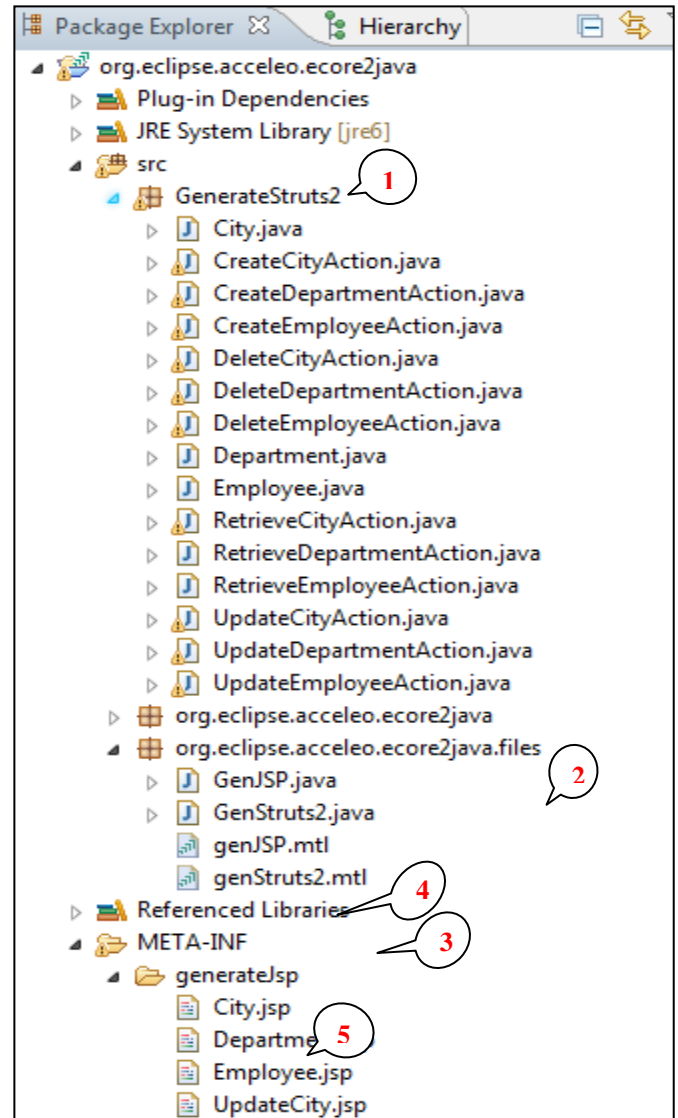 Package Explorer Hierarchy
org.eclipse.acceleo.ecore2java
Plug-in Dependencies
JRE System Library [jre6]
src
1
GenerateStruts2
City.java
CreateCityAction.java
CreateDepartmentAction.java
CreateEmployeeAction.java
DeleteCityAction.java
DeleteDepartmentAction.java
DeleteEmployeeAction.java
Department.java
Employee.java
RetrieveCityAction.java
RetrieveDepartmentAction.java
RetrieveEmployeeAction.java
UpdateCityAction.java
UpdateDepartmentAction.java
UpdateEmployeeAction.java
org.eclipse.acceleo.ecore2java
org.eclipse.acceleo.ecore2java.files
2
GenJSP.java
GenStruts2.java
genJSP.mtl
genStruts2.mtl
4
Referenced Libraries
META-INF
3
generateJsp
City.jsp
5
Employee.jsp
UpdateCity.jsp